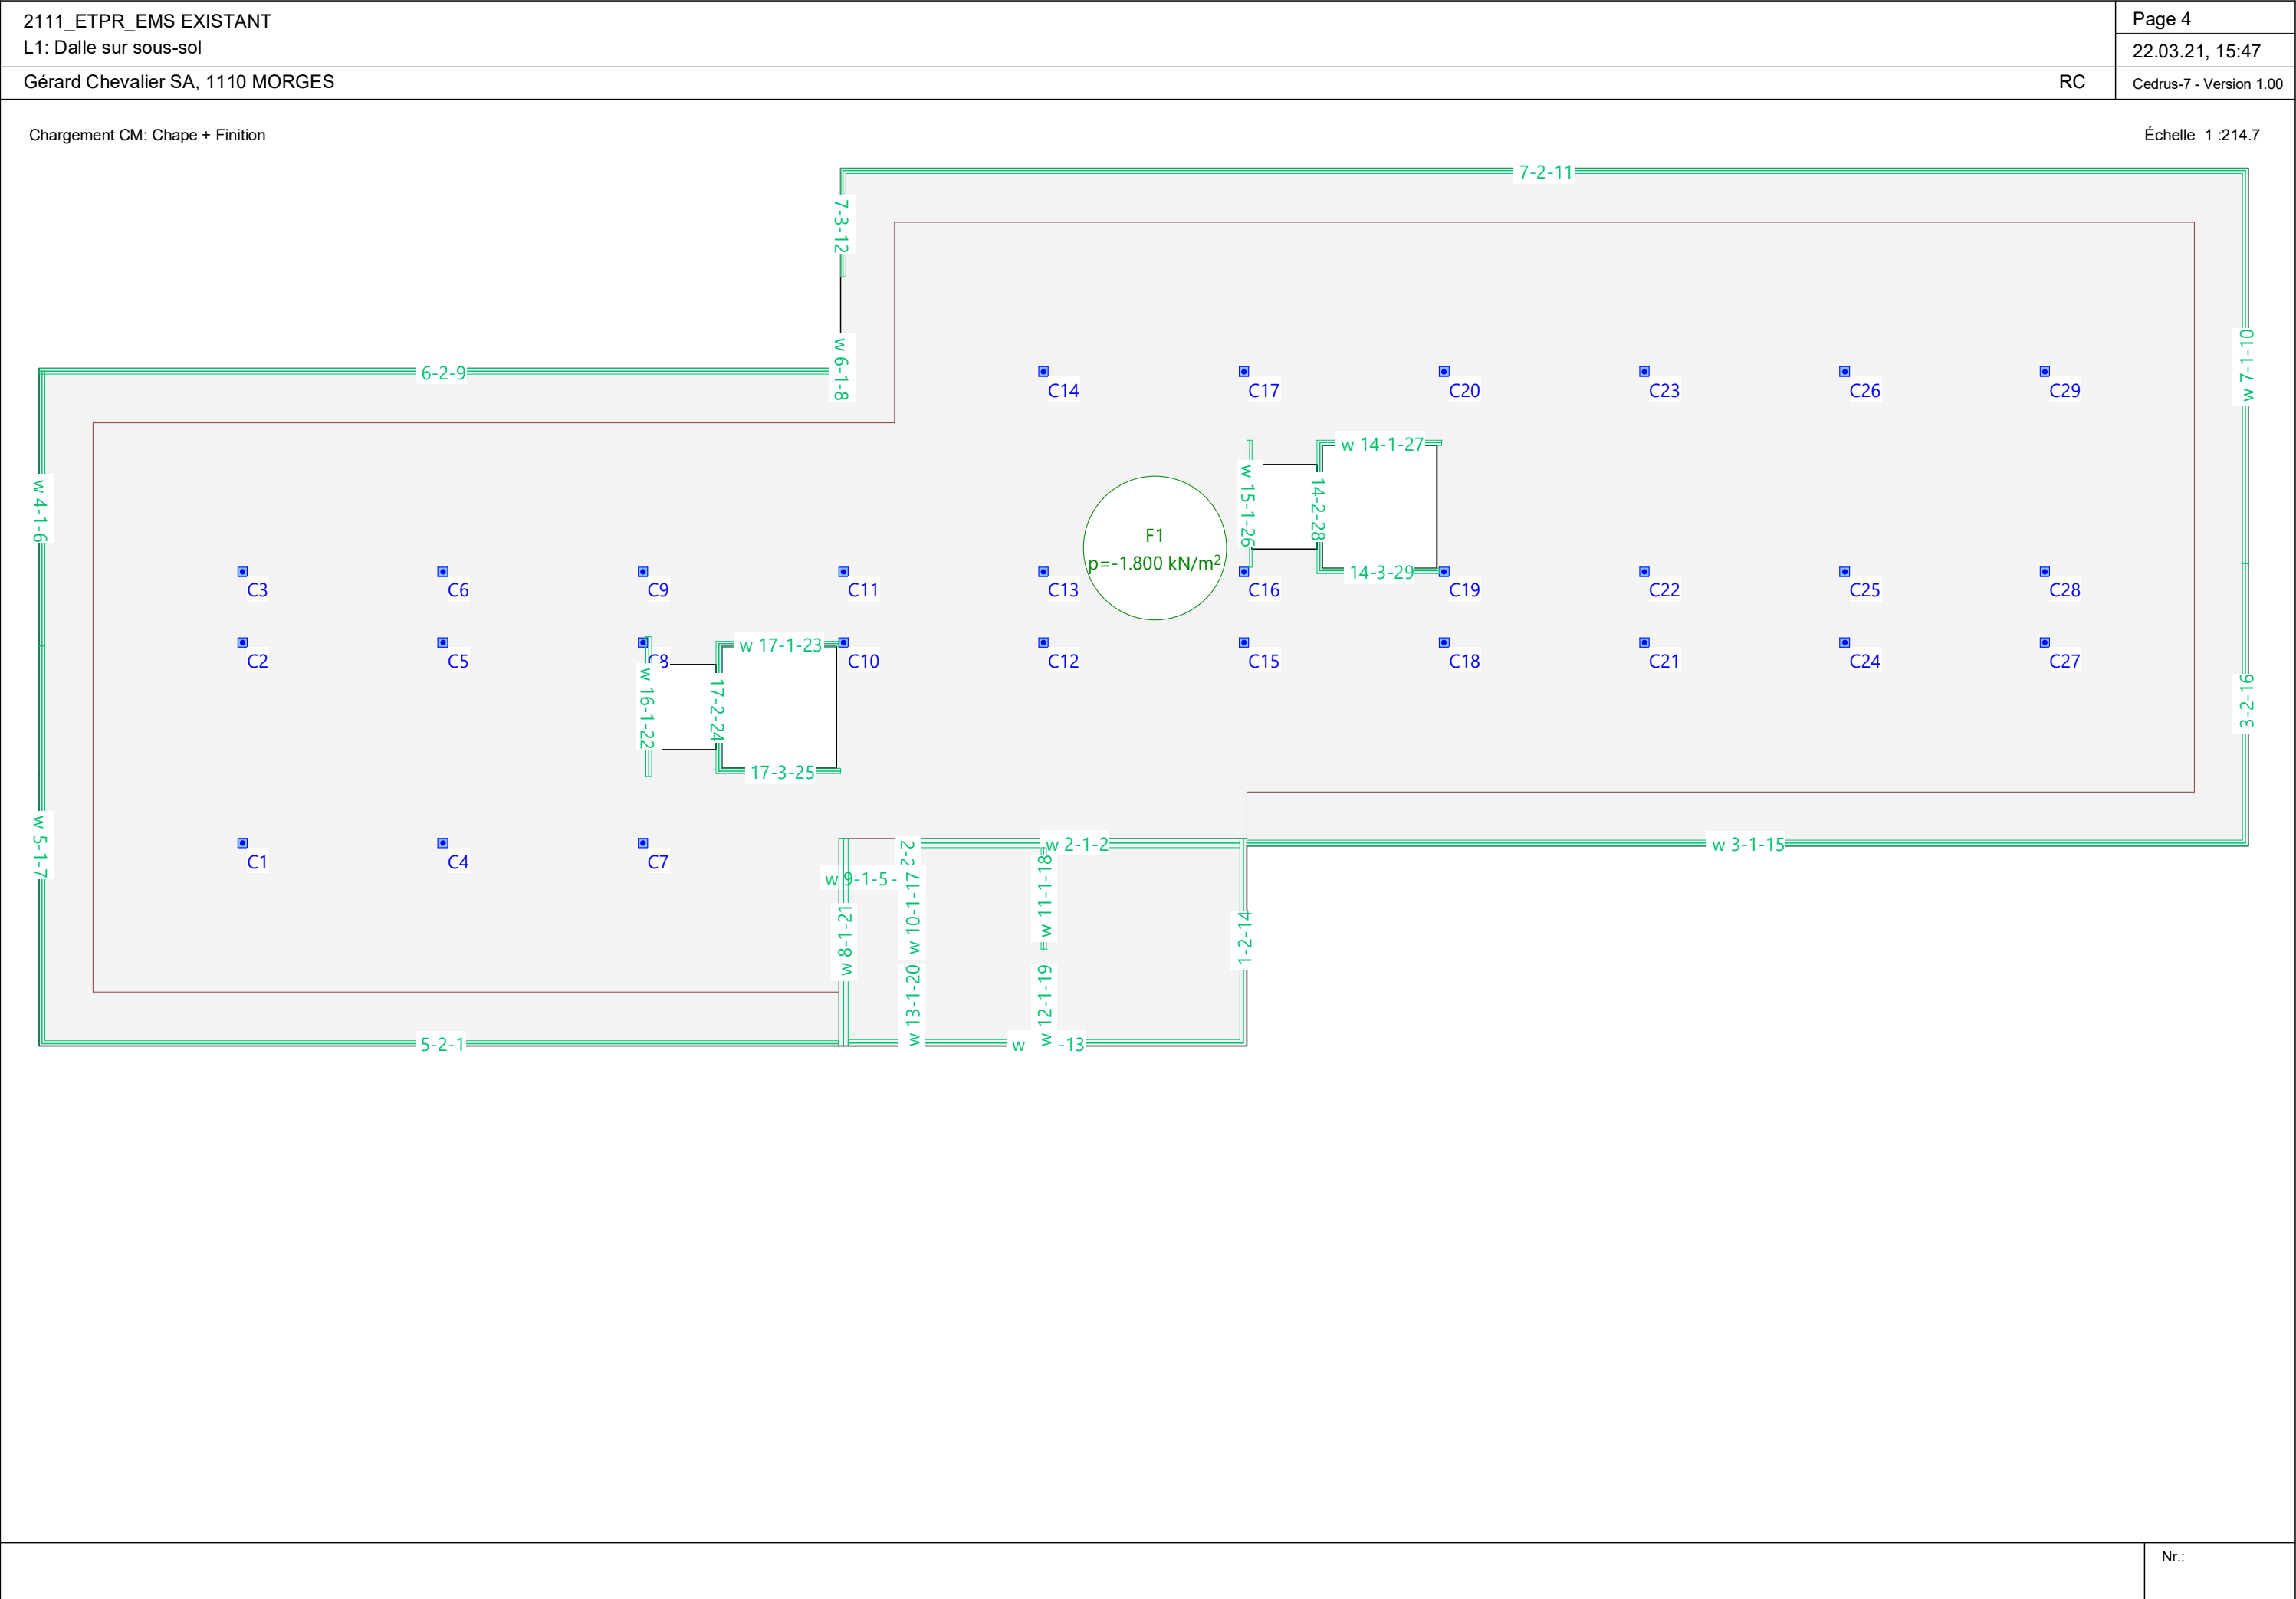 2111_ETPR_EMS EXISTANT
L1: Dalle sur sous-sol
Gérard Chevalier SA, 1110 MORGES
RC
Page 4
22.03.21, 15:47
Cedrus-7 - Version 1.00
Chargement CM: Chape + Finition
Échelle 1 :214.7
7-2-11
7-3-12
w 6-1-8
6-2-9
w 7-1-10
C14
C17
C20
C23
C26
C29
w 14-1-27
w 4-1-6
w 15-1-26
14-2-28
F1
p=-1.800 kN/m²
14-3-29
C3
C6
C9
C11
C13
C16
C19
C22
C25
C28
w 17-1-23
C2
C5
C8
C10
C12
C15
C18
C21
C24
C27
w 16-1-22
17-2-24
3-2-16
17-3-25
w 5-1-7
C1
C4
C7
w 2-1-2
w 3-1-15
w 9-1-5
w 10-1-17
w 11-1-18
w 8-1-21
1-2-14
w 13-1-20
w 12-1-19
5-2-1
w
-13
Nr.: